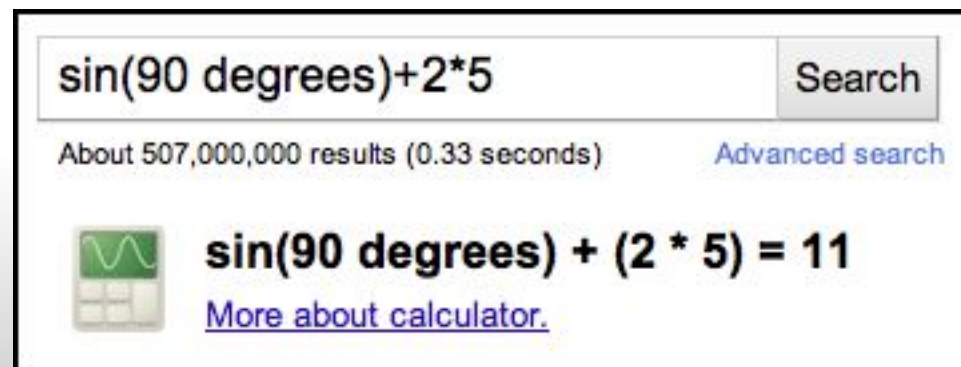 sin(90 degrees)+2*5 Search
About 507,000,000 results (0.33 seconds) Advanced search
sin(90 degrees) + (2 * 5) = 11
More about calculator.